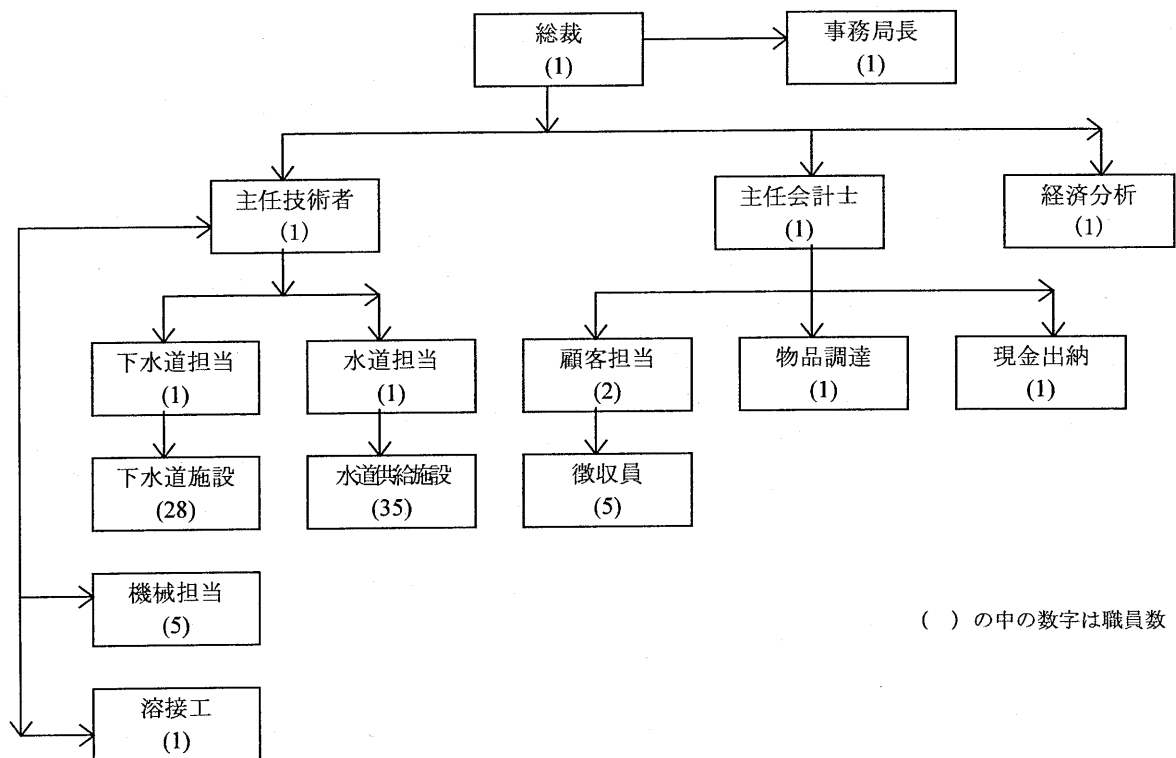 総裁
(1)
事務局長
(1)
主任技術者
(1)
主任会計士
(1)
経済分析
(1)
下水道担当
(1)
水道担当
(1)
顧客担当
(2)
物品調達
(1)
現金出納
(1)
下水道施設
(28)
水道供給施設
(35)
徴収員
(5)
機械担当
(5)
( )の中の数字は職員数
溶接工
(1)